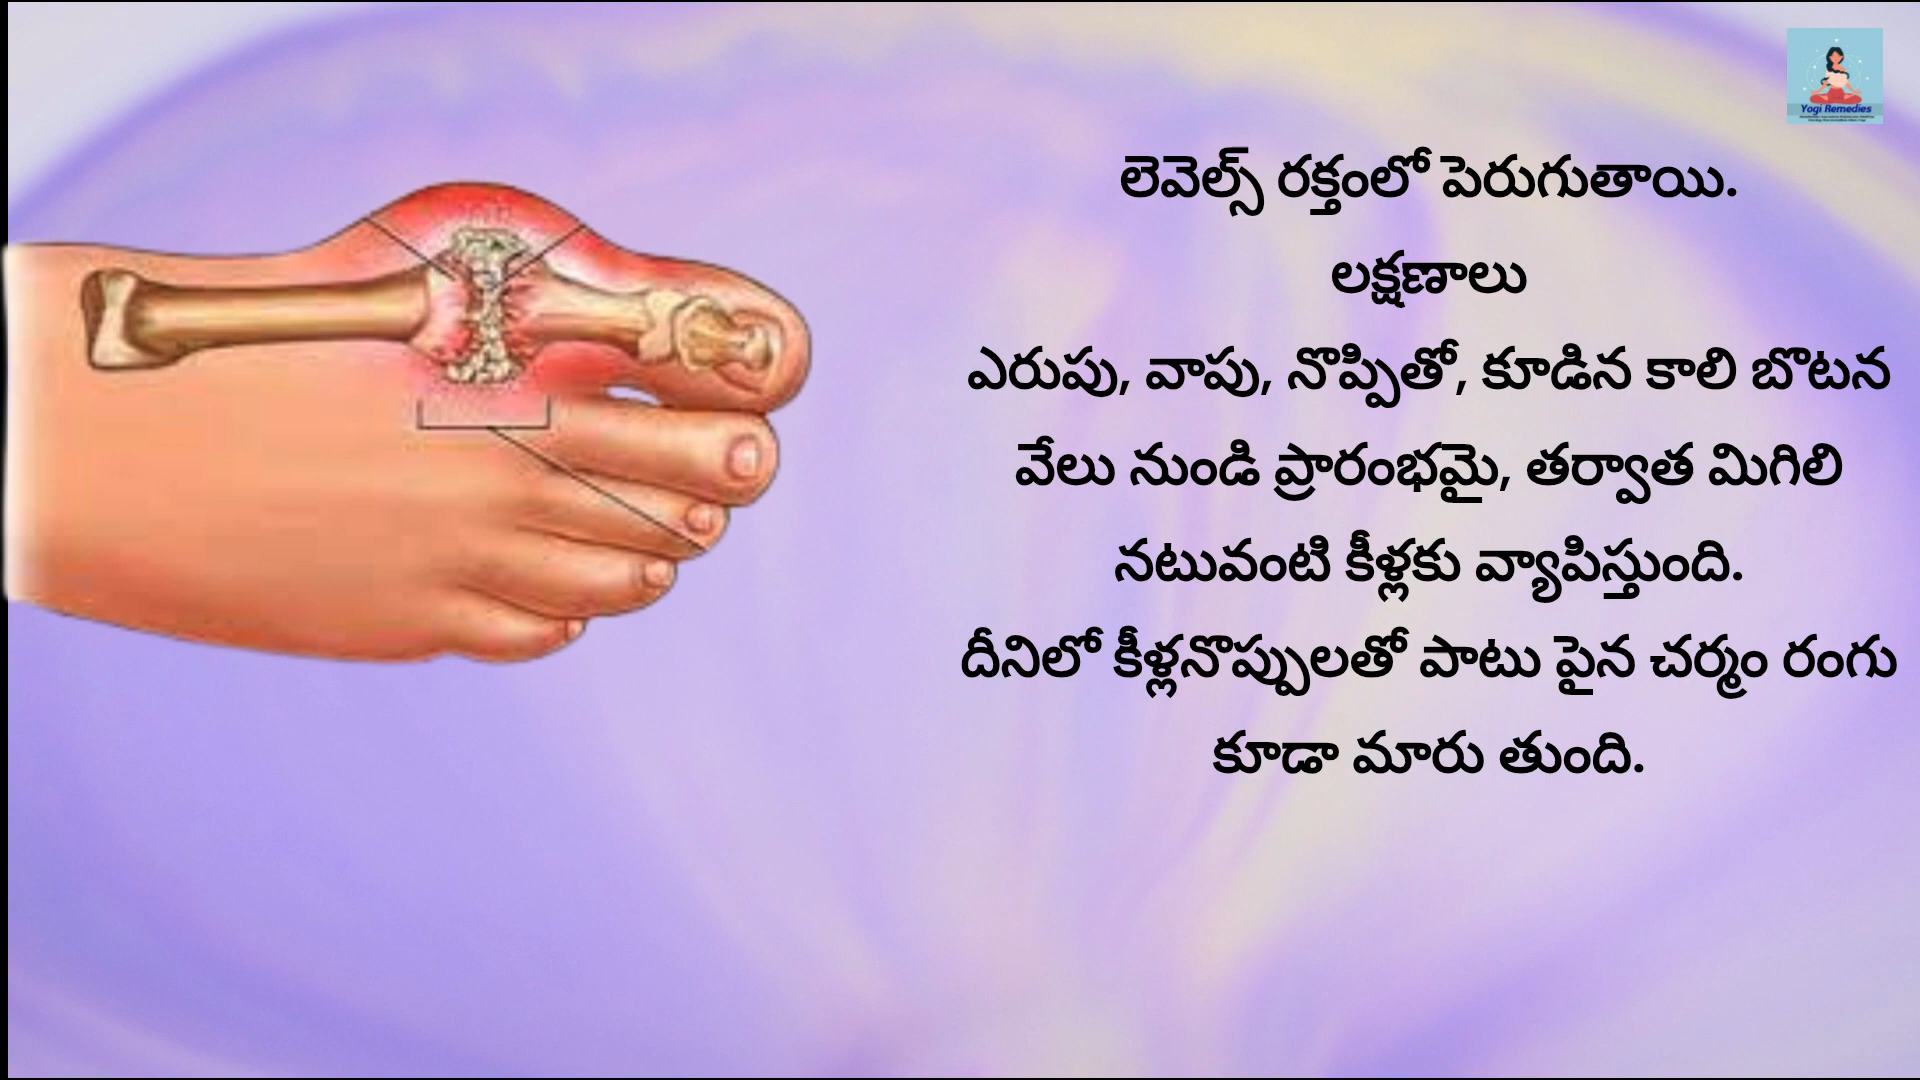 Yogi Remedies
లెవెల్స్ రక్తంలో పెరుగుతాయి.
లక్షణాలు
ఎరుపు, వాపు, నొప్పితో, కూడిన కాలి బొటన
వేలు నుండి ప్రారంభమై, తర్వాత మిగిలి
నటువంటి కీళ్లకు వ్యాపిస్తుంది.
దీనిలో కీళ్లనొప్పులతో పాటు పైన చర్మం రంగు
కూడా మారు తుంది.